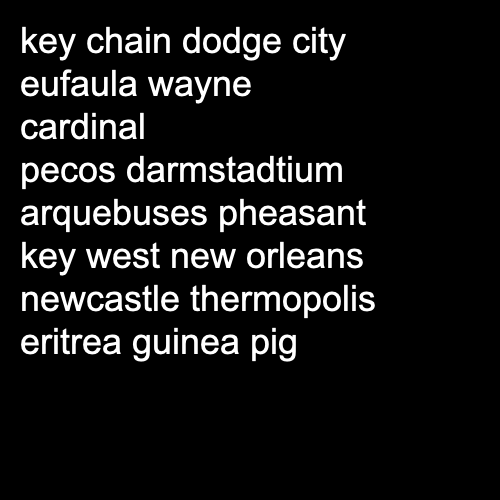 key chain dodge city
eufaula wayne
cardinal
pecos darmstadtium
arquebuses pheasant
key west new orleans
newcastle thermopolis
eritrea guinea pig